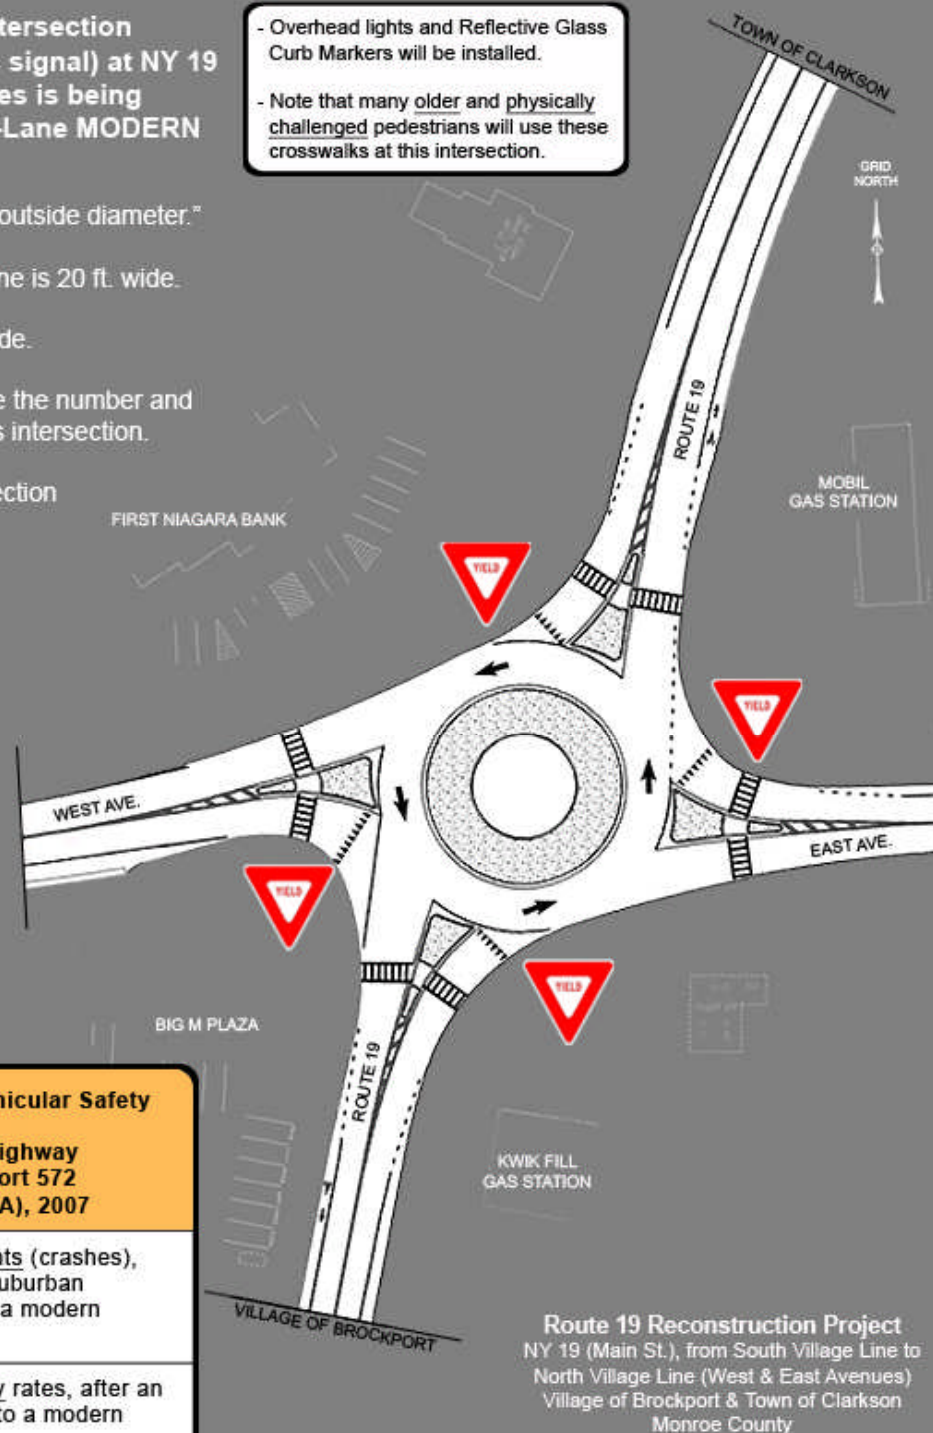 tersection
signal) at NY 19
es is being
-Lane MODERN
outside diameter."
ne is 20 ft. wide.
de.
e the number and
s intersection.
ection
- Overhead lights and Reflective Glass
Curb Markers will be installed.
- Note that many older and physically
challenged pedestrians will use these
crosswalks at this intersection.
TOWN OF CLARKSON
GRID
NORTH
ROUTE 19
MOBIL
GAS STATION
FIRST NIAGARA BANK
YIELD
YIELD
WEST AVE.
EAST AVE.
YIELD
YIELD
BIG M PLAZA
ROUTE 19
KWIK FILL
GAS STATION
VILLAGE OF BROCKPORT
hicular Safety
ighway
ort 572
A), 2007
nts (crashes),
uburban
a modern
y rates, after an
to a modern
Route 19 Reconstruction Project
NY 19 (Main St.), from South Village Line to
North Village Line (West & East Avenues)
Village of Brockport & Town of Clarkson
Monroe County